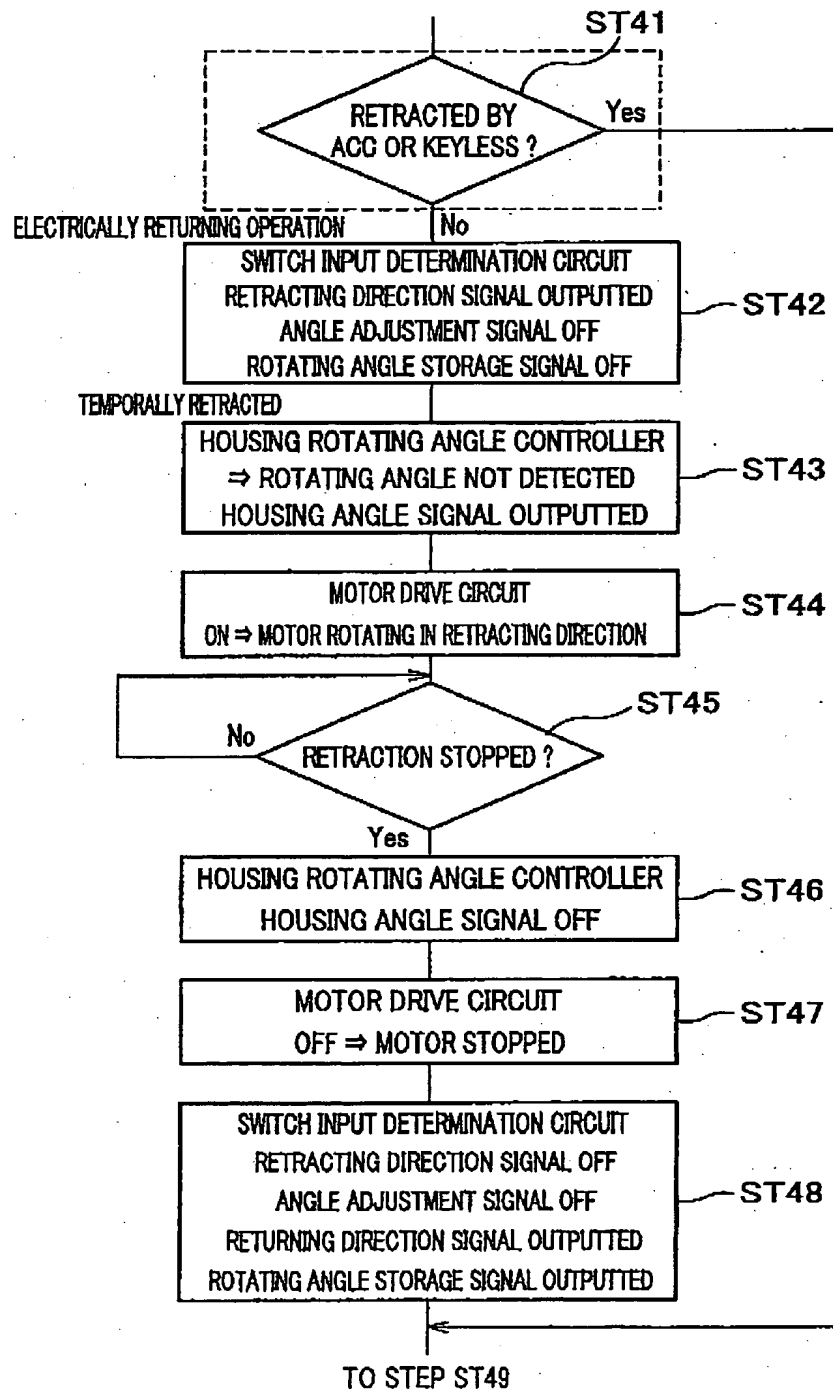 ST41
RETRACTED BY
ACC OR KEYLESS ?
Yes
ELECTRICALLY RETURNING OPERATION
No
SWITCH INPUT DETERMINATION CIRCUIT
RETRACTING DIRECTION SIGNAL OUTPUTTED
ANGLE ADJUSTMENT SIGNAL OFF
ROTATING ANGLE STORAGE SIGNAL OFF
ST42
TEMPORALLY RETRACTED
HOUSING ROTATING ANGLE CONTROLLER
⇒ ROTATING ANGLE NOT DETECTED
HOUSING ANGLE SIGNAL OUTPUTTED
ST43
MOTOR DRIVE CIRCUIT
ON ⇒ MOTOR ROTATING IN RETRACTING DIRECTION
ST44
ST45
No
RETRACTION STOPPED ?
Yes
HOUSING ROTATING ANGLE CONTROLLER
HOUSING ANGLE SIGNAL OFF
ST46
MOTOR DRIVE CIRCUIT
OFF ⇒ MOTOR STOPPED
ST47
SWITCH INPUT DETERMINATION CIRCUIT
RETRACTING DIRECTION SIGNAL OFF
ANGLE ADJUSTMENT SIGNAL OFF
RETURNING DIRECTION SIGNAL OUTPUTTED
ROTATING ANGLE STORAGE SIGNAL OUTPUTTED
ST48
TO STEP ST49